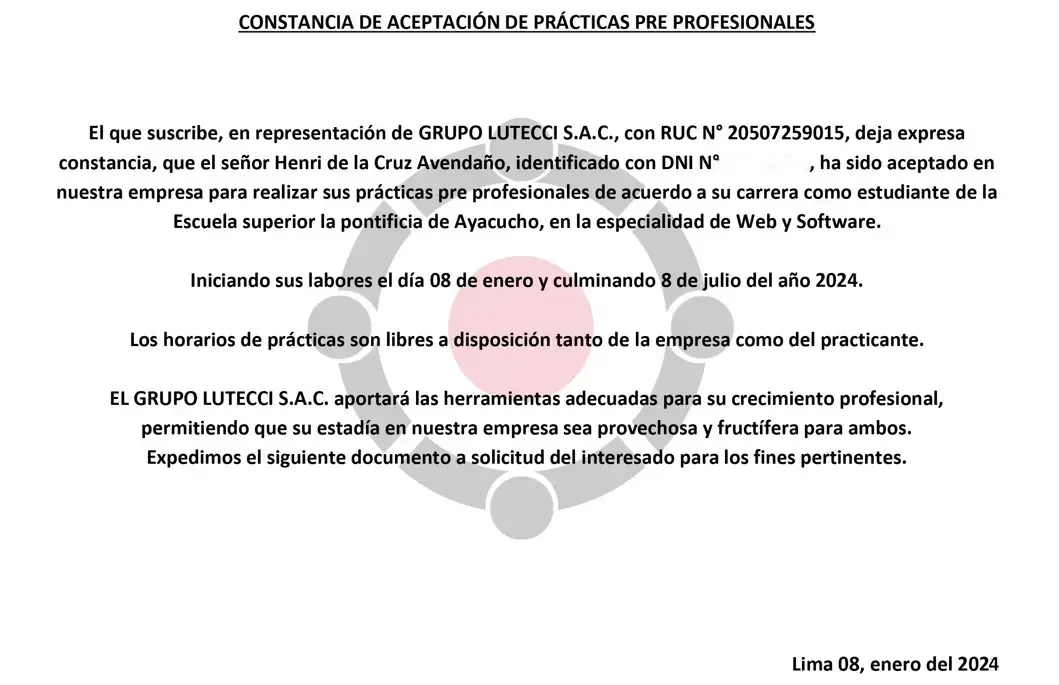 CONSTANCIA DE ACEPTACIÓN DE PRÁCTICAS PRE PROFESIONALES
El que suscribe, en representación de GRUPO LUTECCI S.A.C., con RUC N° 20507259015, deja expresa
constancia, que el señor Henri de la Cruz Avendaño, identificado con DNI N° , ha sido aceptado en
nuestra empresa para realizar sus prácticas pre profesionales de acuerdo a su carrera como estudiante de la
Escuela superior la pontificia de Ayacucho, en la especialidad de Web y Software.
Iniciando sus labores el día 08 de enero y culminando 8 de julio del año 2024.
Los horarios de prácticas son libres a disposición tanto de la empresa como del practicante.
EL GRUPO LUTECCI S.A.C. aportará las herramientas adecuadas para su crecimiento profesional,
permitiendo que su estadía en nuestra empresa sea provechosa y fructífera para ambos.
Expedimos el siguiente documento a solicitud del interesado para los fines pertinentes.
Lima 08, enero del 2024